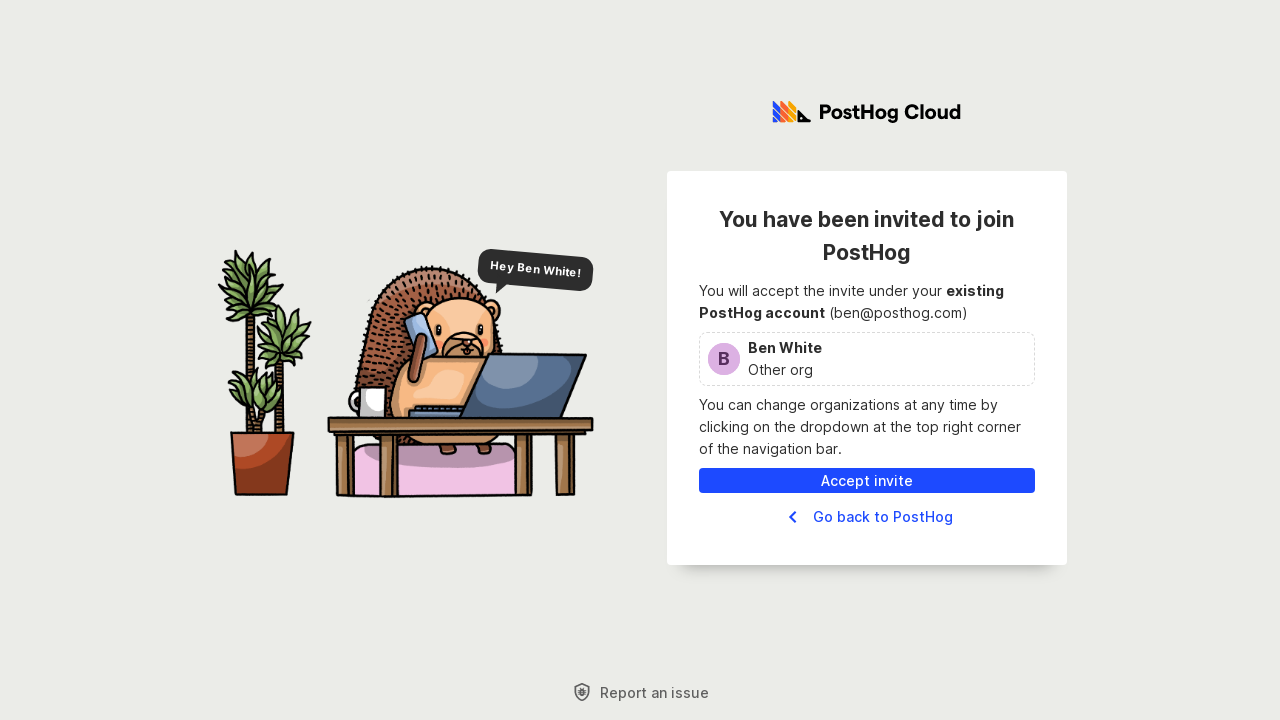 PostHog Cloud
Hey Ben White!
You have been invited to join
PostHog
You will accept the invite under your existing
PostHog account (ben@posthog.com)
B
Ben White
Other org
You can change organizations at any time by
clicking on the dropdown at the top right corner
of the navigation bar.
Accept invite
Go back to PostHog
Report an issue